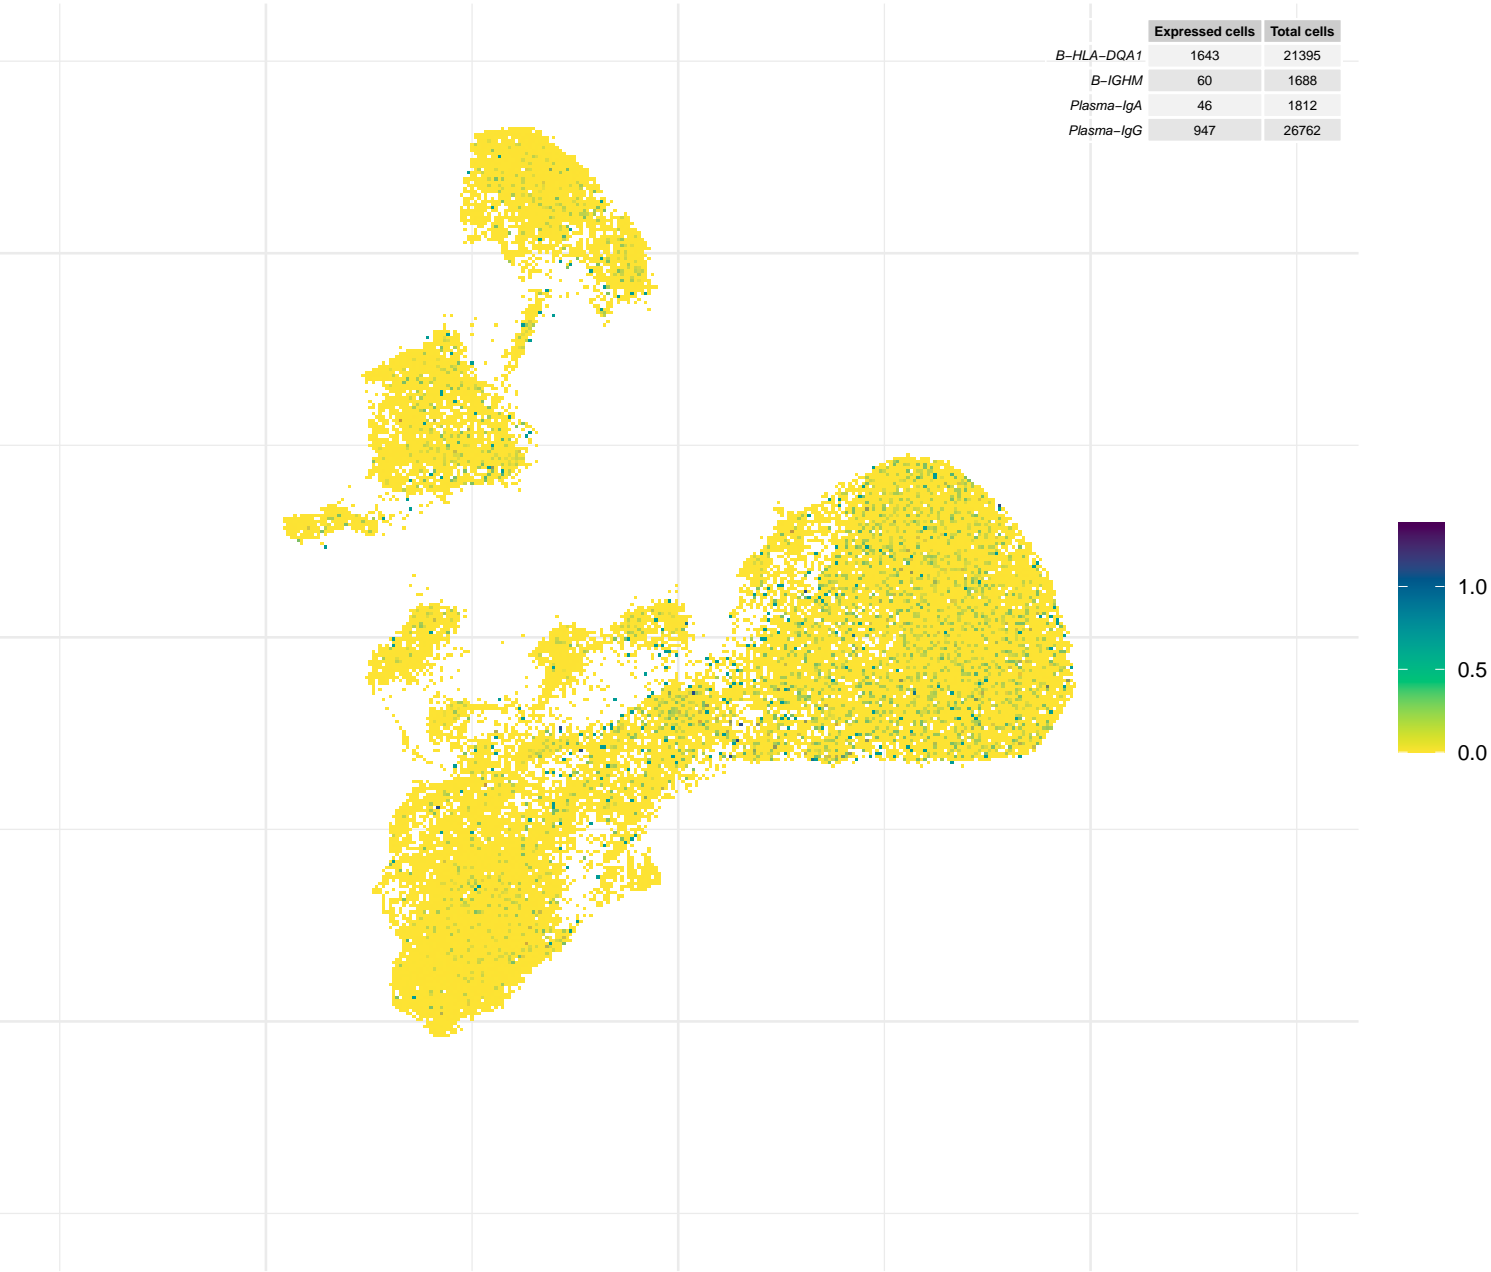 Expressed cells Total cells
B−HLA−DQA1 1643 21395
B−IGHM 60 1688
Plasma−IgA 46 1812
Plasma−IgG 947 26762
1.0
0.5
0.0